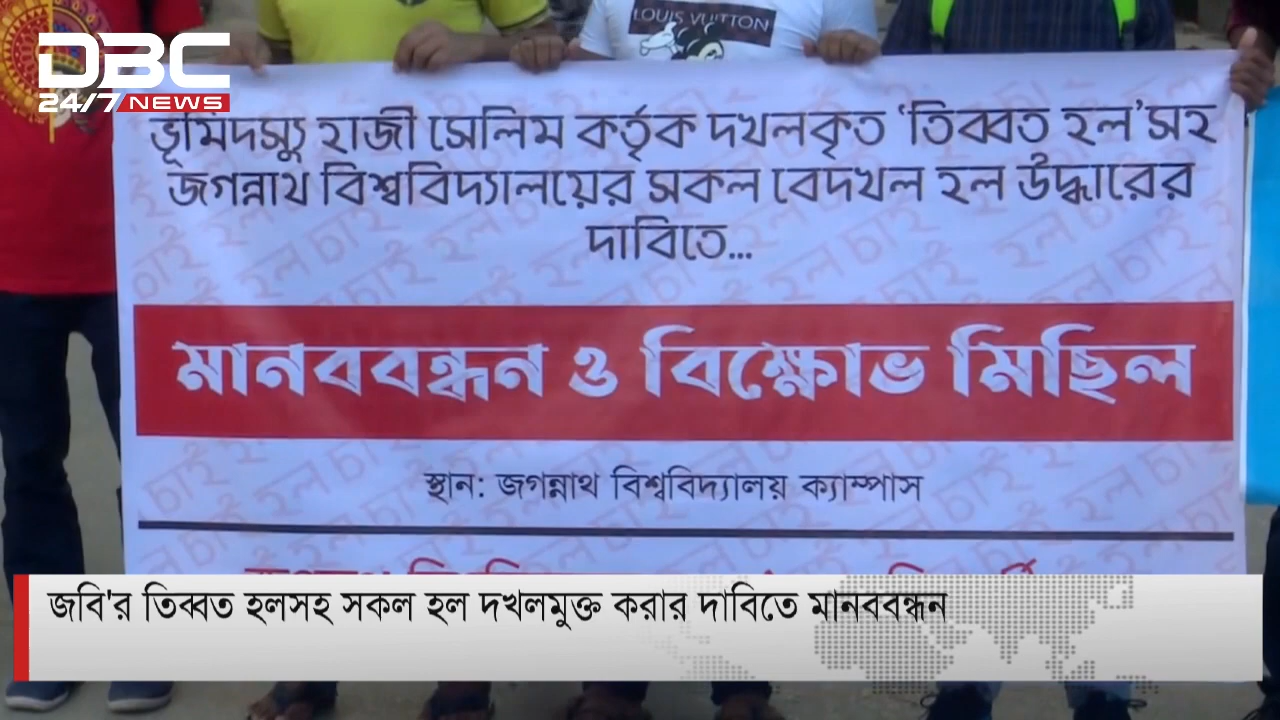 LOUIS VUITTON
DBC
24/7 NEWS
ভূমিদস্যু হাজী সেলিম কর্তৃক দখলকৃত ‘তিব্বত হল’সহ
জগন্নাথ বিশ্ববিদ্যালয়ের সকল বেদখল হল উদ্ধারের
দাবিতে...
মানববন্ধন ও বিক্ষোভ মিছিল
স্থান: জগন্নাথ বিশ্ববিদ্যালয় ক্যাম্পাস
জবি'র তিব্বত হলসহ সকল হল দখলমুক্ত করার দাবিতে মানববন্ধন